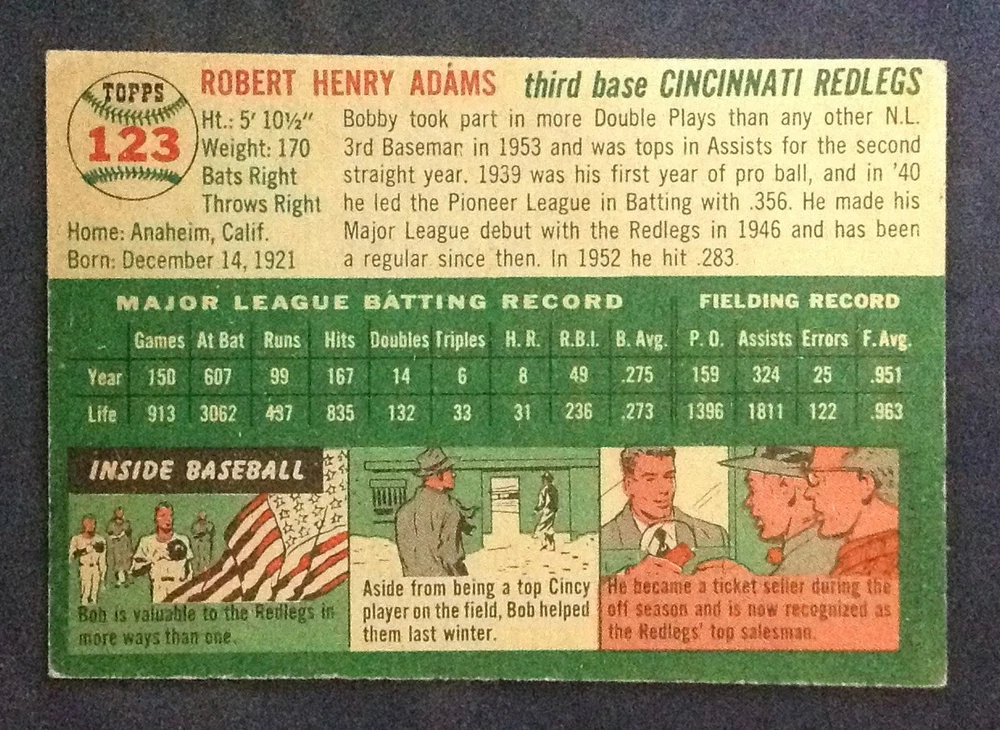 TOPPS
123
ROBERT HENRY ADAMS third base CINCINNATI REDLEGS
Ht.: 5' 10½"
Weight: 170
Bats Right
Throws Right
Home: Anaheim, Calif.
Born: December 14, 1921
Bobby took part in more Double Plays than any other N.L.
3rd Baseman in 1953 and was tops in Assists for the second
straight year. 1939 was his first year of pro ball, and in '40
he led the Pioneer League in Batting with .356. He made his
Major League debut with the Redlegs in 1946 and has been
a regular since then. In 1952 he hit .283.
MAJOR LEAGUE BATTING RECORD FIELDING RECORD
Games At Bat Runs Hits Doubles Triples H. R. R.B.I. B. Avg. P. O. Assists Errors F. Avg.
Year 150 607 99 167 14 6 8 49 .275 159 324 25 .951
Life 913 3062 437 835 132 33 31 236 .273 1396 1811 122 .963
INSIDE BASEBALL
Bob is valuable to the Redlegs in
more ways than one.
Aside from being a top Cincy
player on the field, Bob helped
them last winter.
He became a ticket seller during the
off season and is now recognized as
the Redlegs' top salesman.